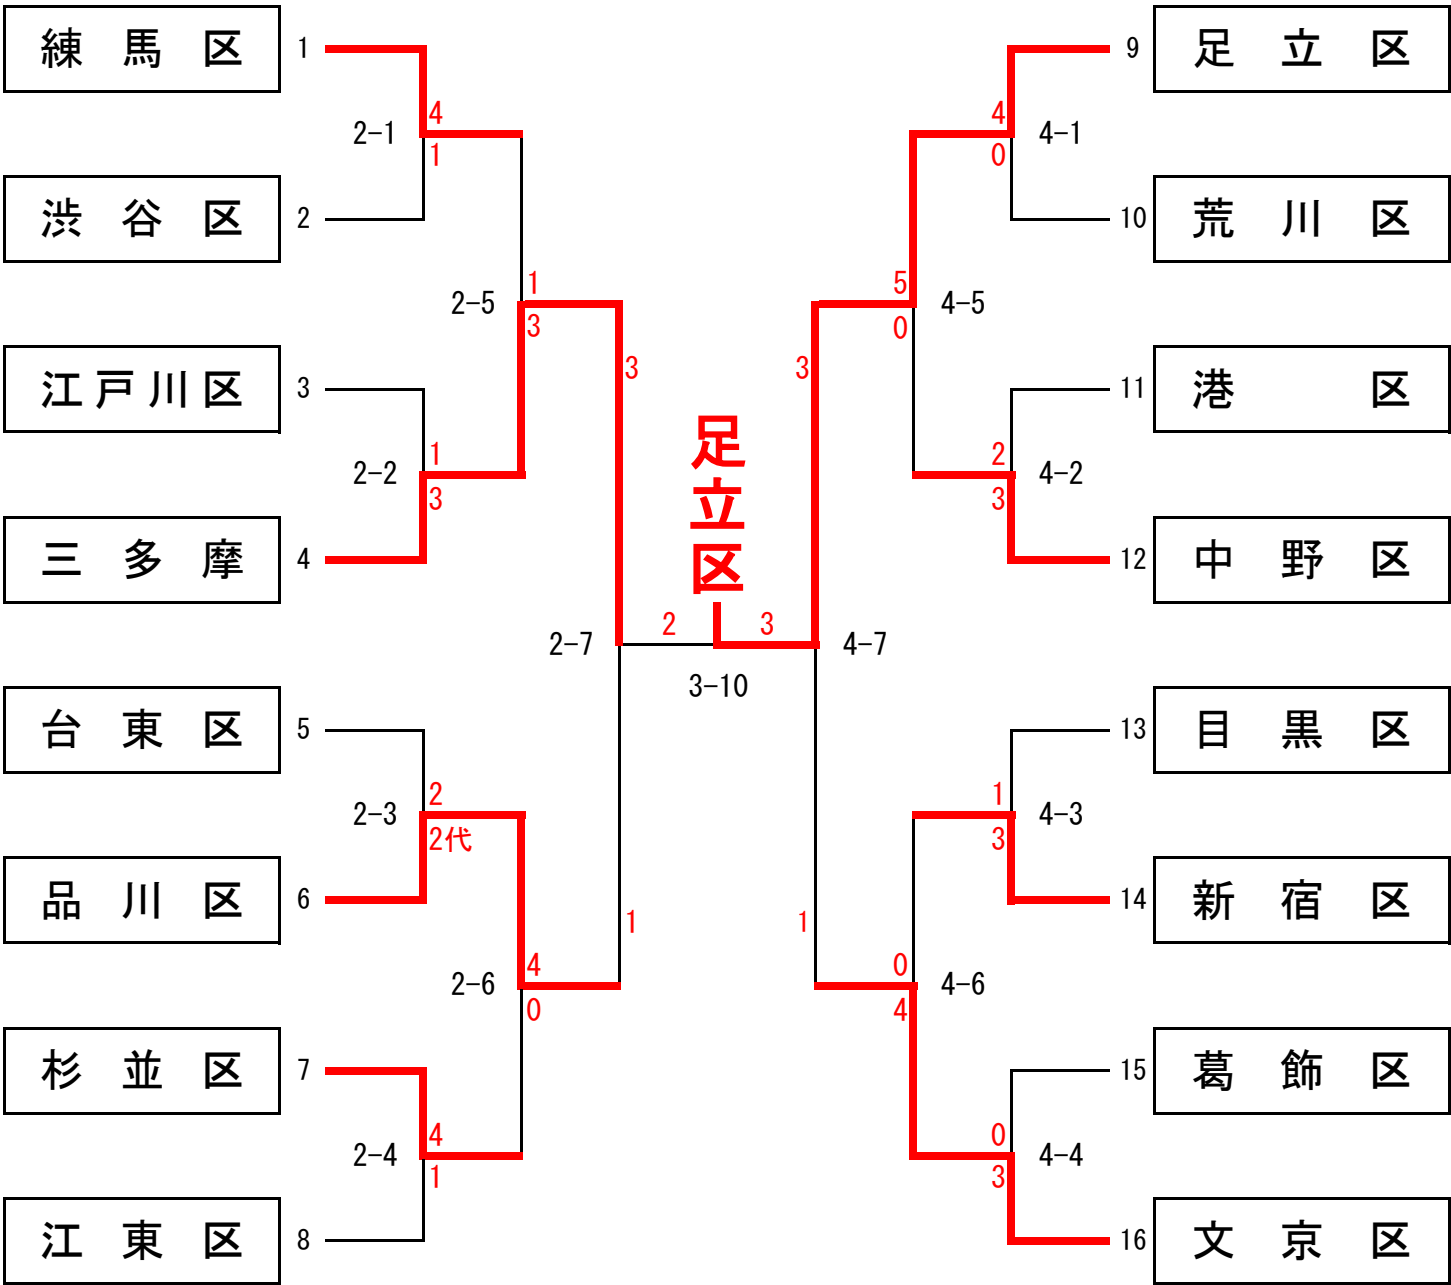 練馬区 1
4
2-1
1
渋谷区 2
1
2-5
3
江戸川区 3
3
1
2-2
3
三多摩 4
2-7
台東区 5
2
2-3
2代
品川区 6
1
4
2-6
0
杉並区 7
4
2-4
1
江東区 8
足立区
2 3
3-10
9 足立区
4
4-1
0
10 荒川区
5
4-5
0
11 港区
3
2
4-2
3
12 中野区
4-7
13 目黒区
1
4-3
3
14 新宿区
1
0
4-6
4
15 葛飾区
0
4-4
3
16 文京区